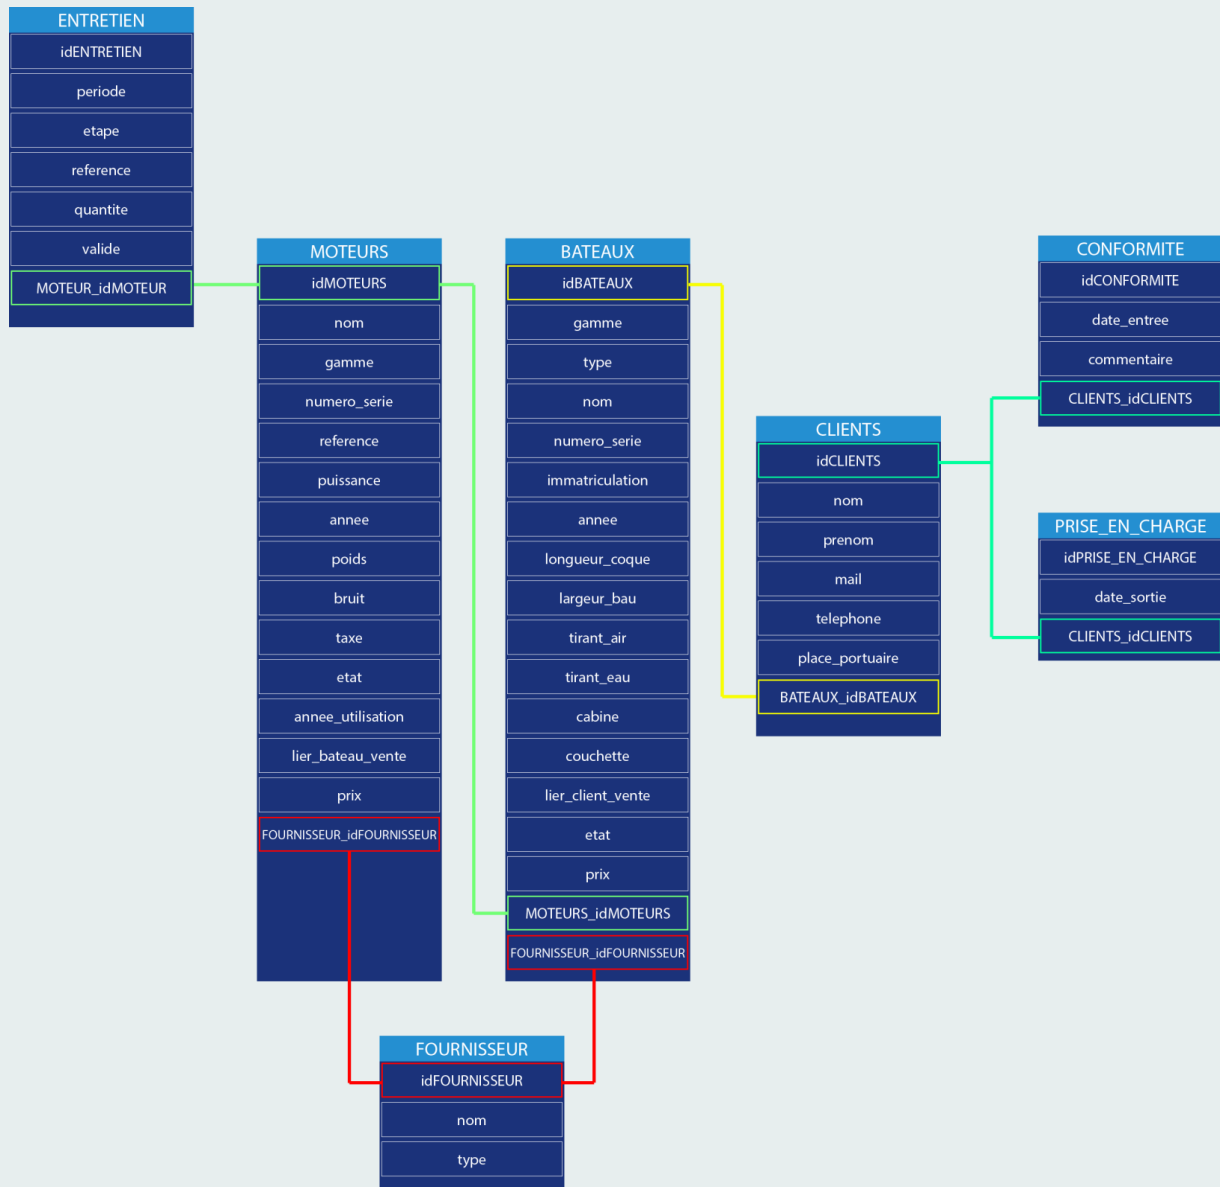 ENTRETIEN
idENTRETIEN
periode
etape
reference
quantite
valide
MOTEUR_idMOTEUR
MOTEURS
idMOTEURS
nom
gamme
numero_serie
reference
puissance
annee
poids
bruit
taxe
etat
annee_utilisation
lier_bateau_vente
prix
FOURNISSEUR_idFOURNISSEUR
BATEAUX
idBATEAUX
gamme
type
nom
numero_serie
immatriculation
annee
longueur_coque
largeur_bau
tirant_air
tirant_eau
cabine
couchette
lier_client_vente
etat
prix
MOTEURS_idMOTEURS
FOURNISSEUR_idFOURNISSEUR
CLIENTS
idCLIENTS
nom
prenom
mail
telephone
place_portuaire
BATEAUX_idBATEAUX
CONFORMITE
idCONFORMITE
date_entree
commentaire
CLIENTS_idCLIENTS
PRISE_EN_CHARGE
idPRISE_EN_CHARGE
date_sortie
CLIENTS_idCLIENTS
FOURNISSEUR
idFOURNISSEUR
nom
type